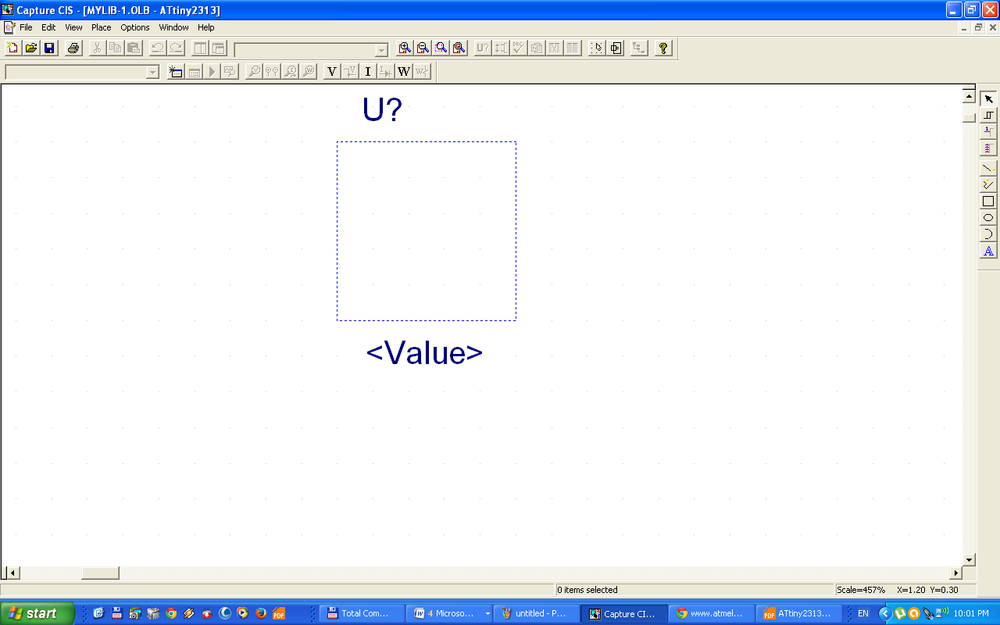 Capture CIS - [MYLIB-1.OLB - ATtiny2313]
File Edit View Place Options Window Help
U?
V I W
U?
<Value>
0 items selected
Scale=457% X=1.20 Y=0.30
start
Total Com...
4 Microso...
untitled - P...
Capture CI...
www.atmel...
ATtiny2313...
EN
10:01 PM